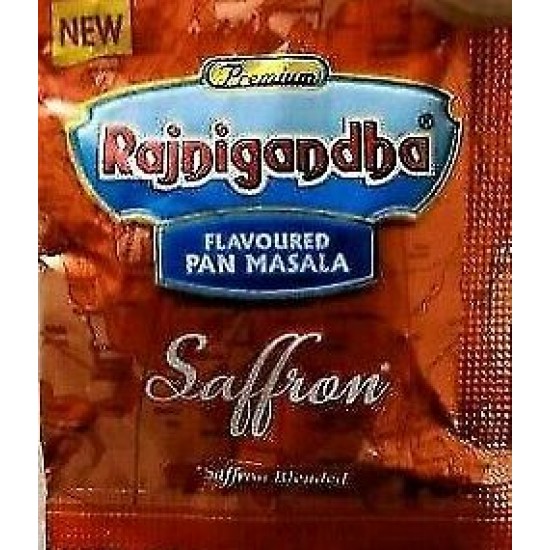 NEW
Premium
Rajnigandha®
FLAVOURED
PAN MASALA
Saffron
Saffron Blended